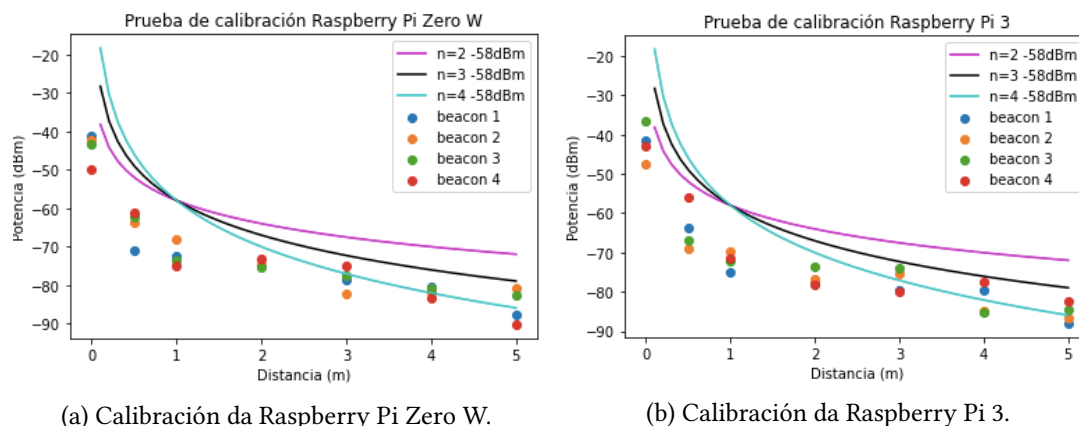 Prueba de calibración Raspberry Pi Zero W
n=2 -58dBm
n=3 -58dBm
n=4 -58dBm
beacon 1
beacon 2
beacon 3
beacon 4
Potencia (dBm)
−20
−30
−40
−50
−60
−70
−80
−90
0 1 2 3 4 5
Distancia (m)
(a) Calibración da Raspberry Pi Zero W.
Prueba de calibración Raspberry Pi 3
n=2 -58dBm
n=3 -58dBm
n=4 -58dBm
beacon 1
beacon 2
beacon 3
beacon 4
Potencia (dBm)
−20
−30
−40
−50
−60
−70
−80
−90
0 1 2 3 4 5
Distancia (m)
(b) Calibración da Raspberry Pi 3.